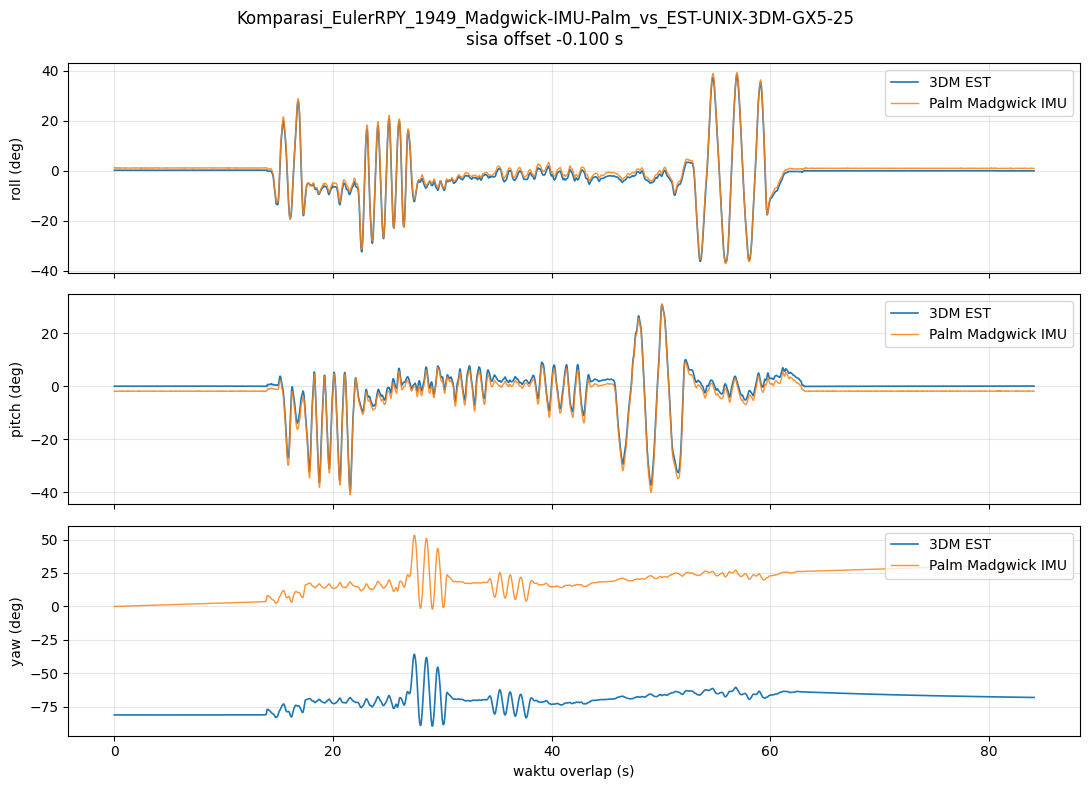 Komparasi_EulerRPY_1949_Madgwick-IMU-Palm_vs_EST-UNIX-3DM-GX5-25
sisa offset -0.100 s
roll (deg)
40
20
0
−20
−40
3DM EST
Palm Madgwick IMU
pitch (deg)
20
0
−20
−40
3DM EST
Palm Madgwick IMU
yaw (deg)
50
25
0
−25
−50
−75
3DM EST
Palm Madgwick IMU
0
20
40
60
80
waktu overlap (s)